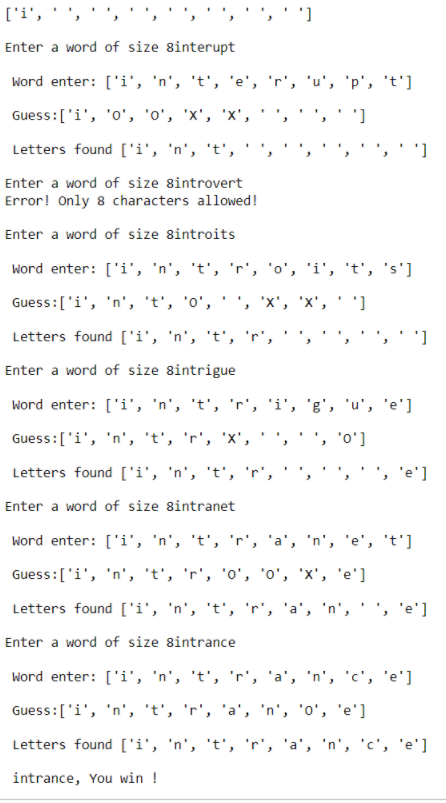 ['i', ' ', ' ', ' ', ' ', ' ', ' ', ' ']
Enter a word of size 8interupt
Word enter: ['i', 'n', 't', 'e', 'r', 'u', 'p', 't']
Guess:['i', 'O', 'O', 'X', 'X', ' ', ' ', ' ']
Letters found ['i', 'n', 't', ' ', ' ', ' ', ' ', ' ']
Enter a word of size 8introvert
Error! Only 8 characters allowed!
Enter a word of size 8introits
Word enter: ['i', 'n', 't', 'r', 'o', 'i', 't', 's']
Guess:['i', 'n', 't', 'O', ' ', 'X', 'X', ' ']
Letters found ['i', 'n', 't', 'r', ' ', ' ', ' ', ' ']
Enter a word of size 8intrigue
Word enter: ['i', 'n', 't', 'r', 'i', 'g', 'u', 'e']
Guess:['i', 'n', 't', 'r', 'X', ' ', ' ', 'O']
Letters found ['i', 'n', 't', 'r', ' ', ' ', ' ', 'e']
Enter a word of size 8intranet
Word enter: ['i', 'n', 't', 'r', 'a', 'n', 'e', 't']
Guess:['i', 'n', 't', 'r', 'O', 'O', 'X', 'e']
Letters found ['i', 'n', 't', 'r', 'a', 'n', ' ', 'e']
Enter a word of size 8intrance
Word enter: ['i', 'n', 't', 'r', 'a', 'n', 'c', 'e']
Guess:['i', 'n', 't', 'r', 'a', 'n', 'O', 'e']
Letters found ['i', 'n', 't', 'r', 'a', 'n', 'c', 'e']
intrance, You win !